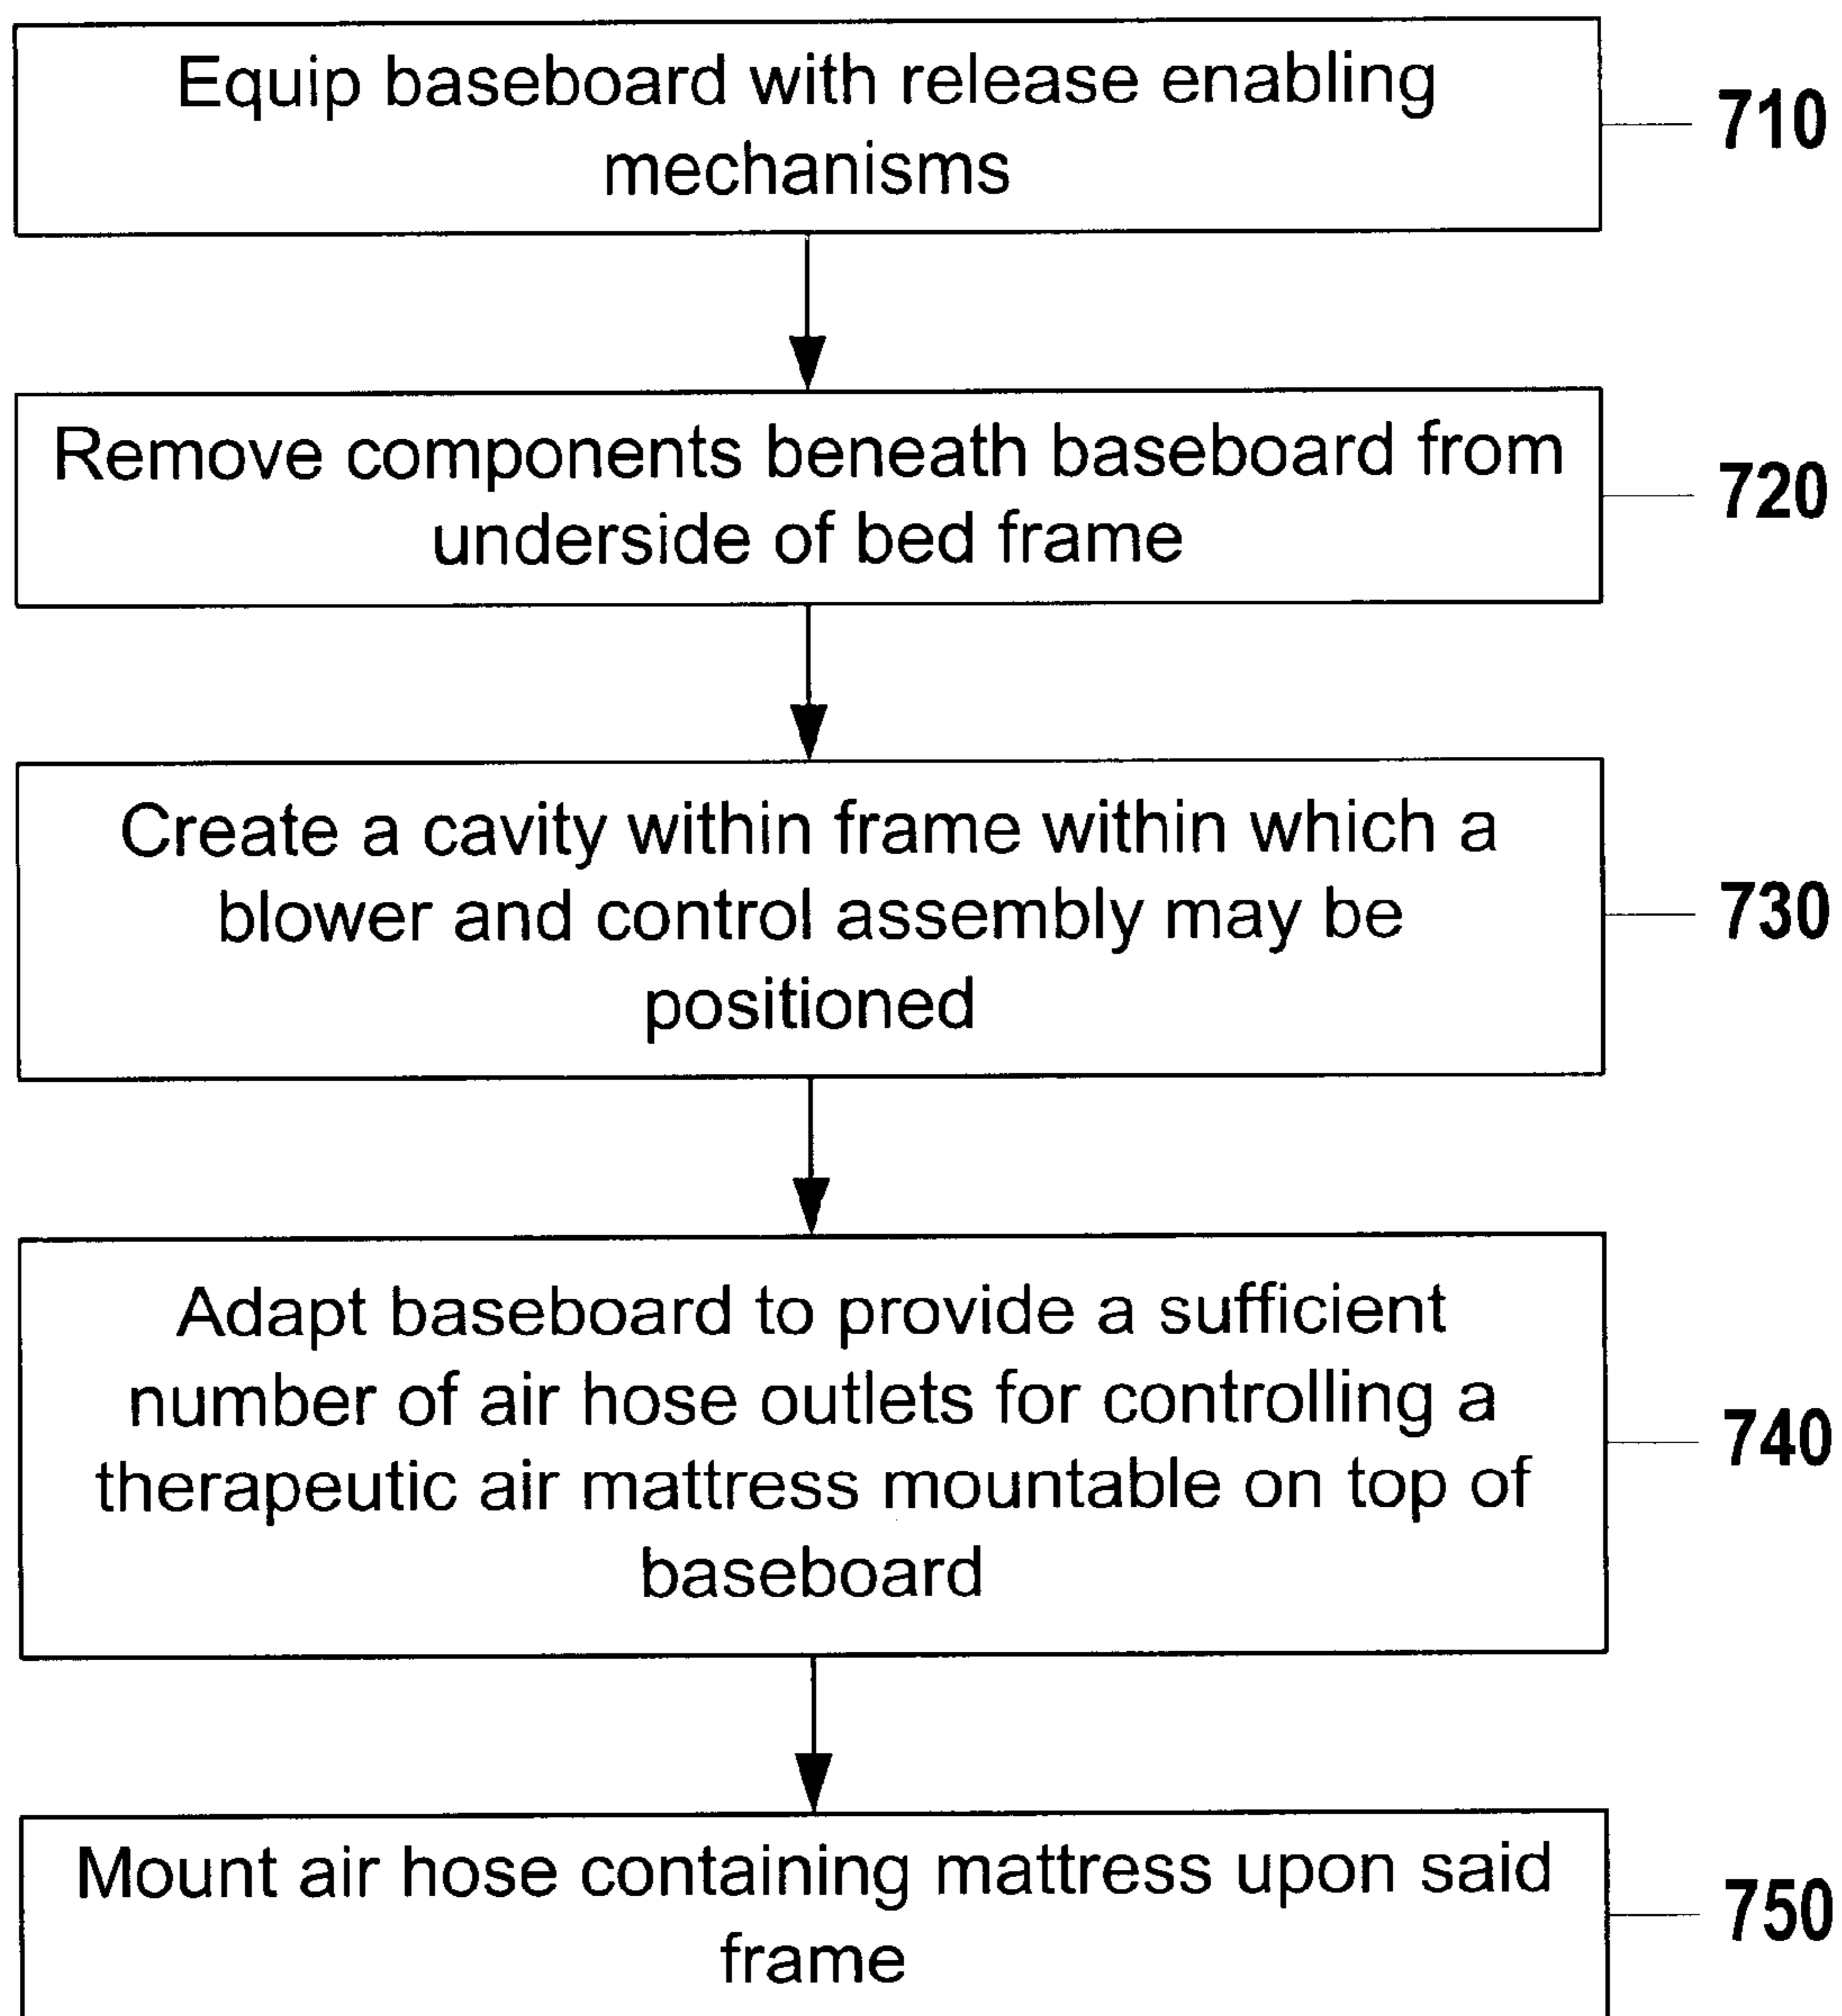 Equip baseboard with release enabling
mechanisms
710
Remove components beneath baseboard from
underside of bed frame
720
Create a cavity within frame within which a
blower and control assembly may be
positioned
730
Adapt baseboard to provide a sufficient
number of air hose outlets for controlling a
therapeutic air mattress mountable on top of
baseboard
740
Mount air hose containing mattress upon said
frame
750